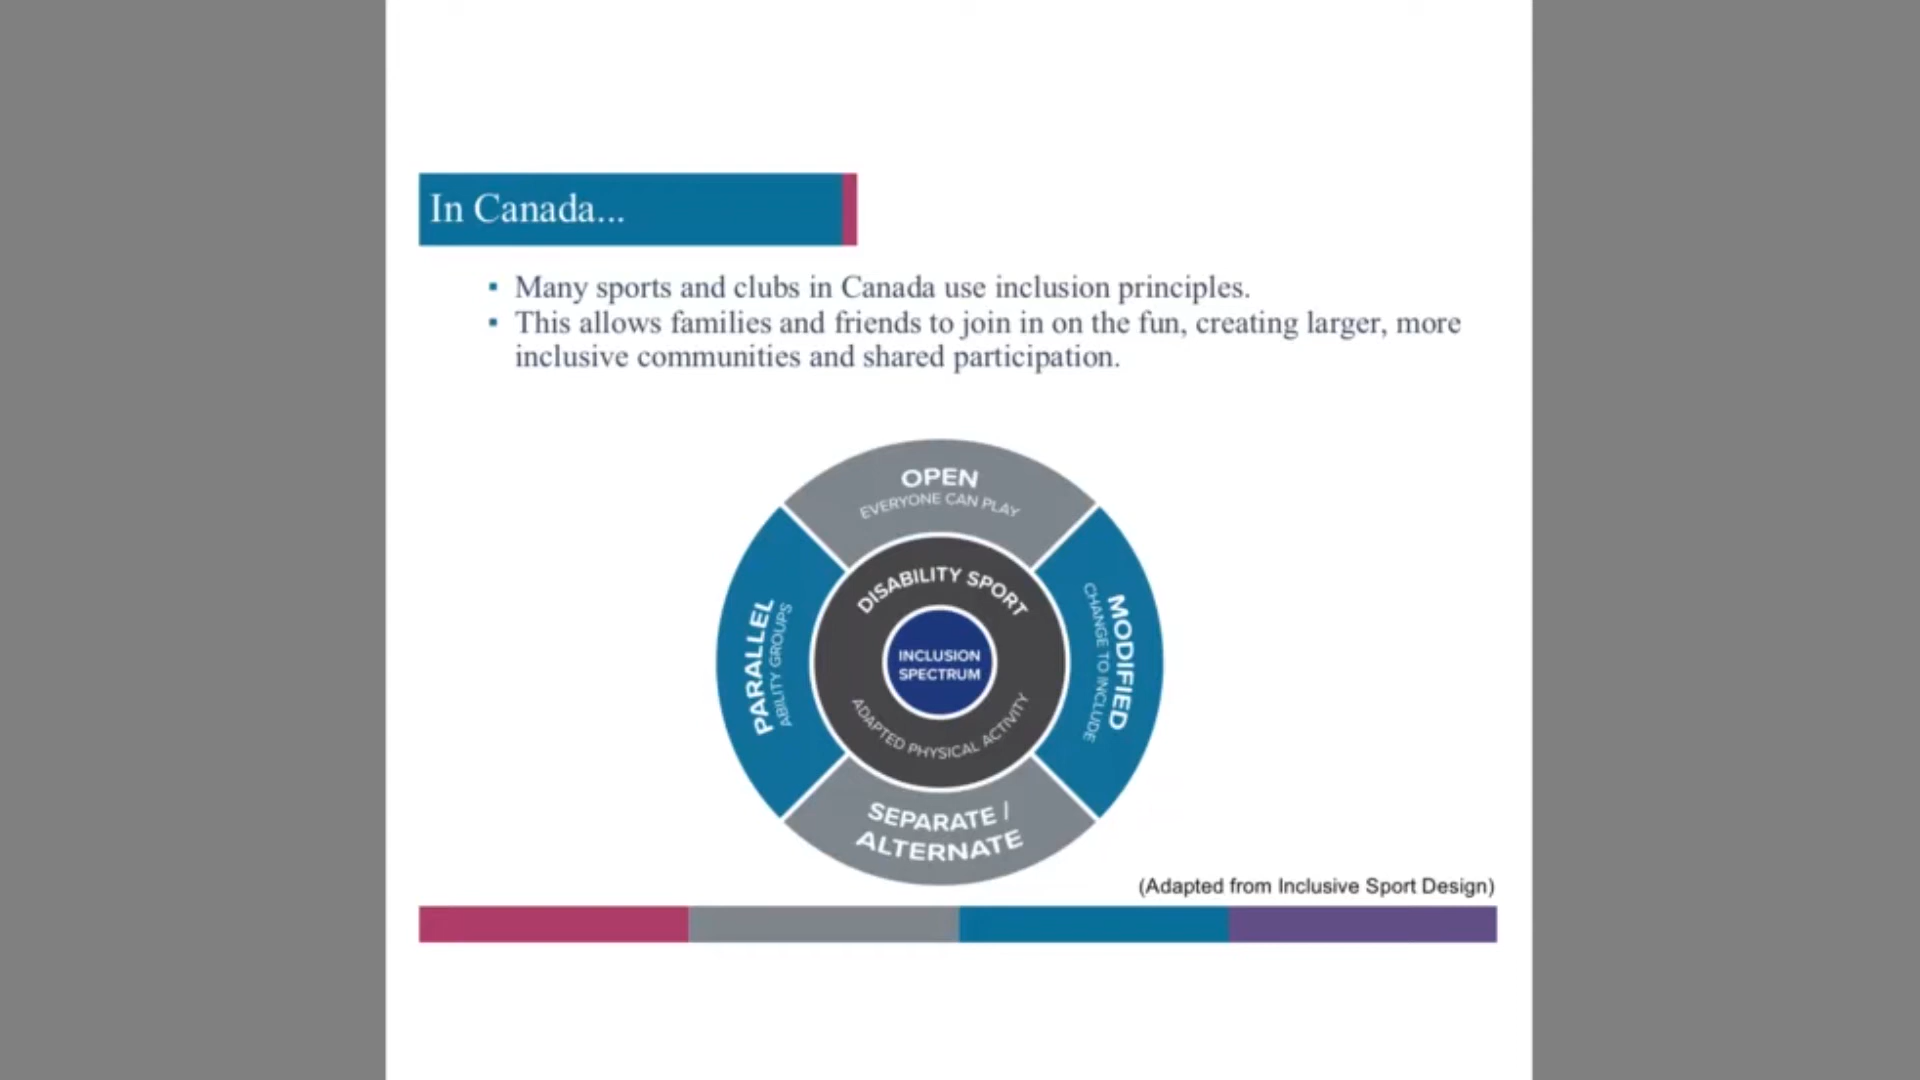 In Canada...
▪ Many sports and clubs in Canada use inclusion principles.
▪ This allows families and friends to join in on the fun, creating larger, more
inclusive communities and shared participation.
OPEN
EVERYONE CAN PLAY
PARALLEL
ABILITY GROUPS
DISABILITY SPORT
INCLUSION
SPECTRUM
ADAPTED PHYSICAL ACTIVITY
MODIFIED
CHANGE TO INCLUDE
SEPARATE /
ALTERNATE
(Adapted from Inclusive Sport Design)